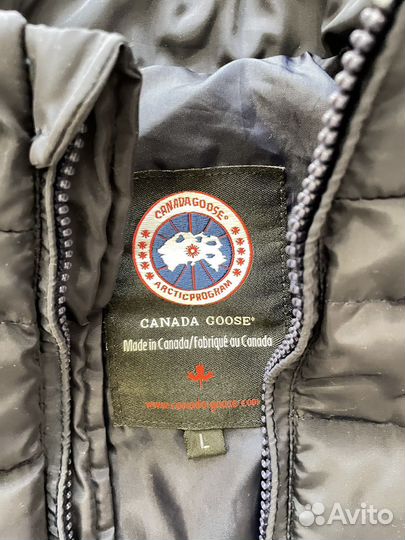 CANADA GOOSE®
ARCTIC PROGRAM
CANADA GOOSE®
Made in Canada/Fabriqué au Canada
www.canada-goose.com
L
Avito